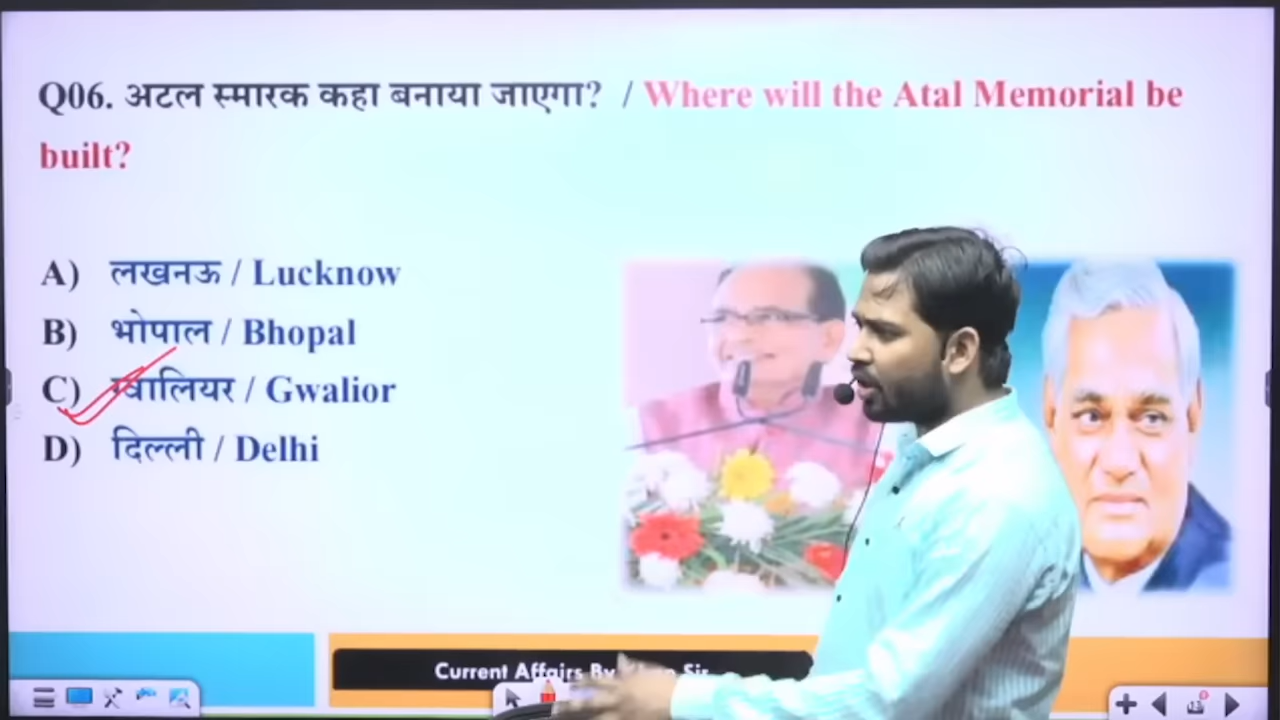 Q06. अटल स्मारक कहा बनाया जाएगा? / Where will the Atal Memorial be
built?
A) लखनऊ / Lucknow
B) भोपाल / Bhopal
C) ग्वालियर / Gwalior
D) दिल्ली / Delhi
Current Affairs By Sir